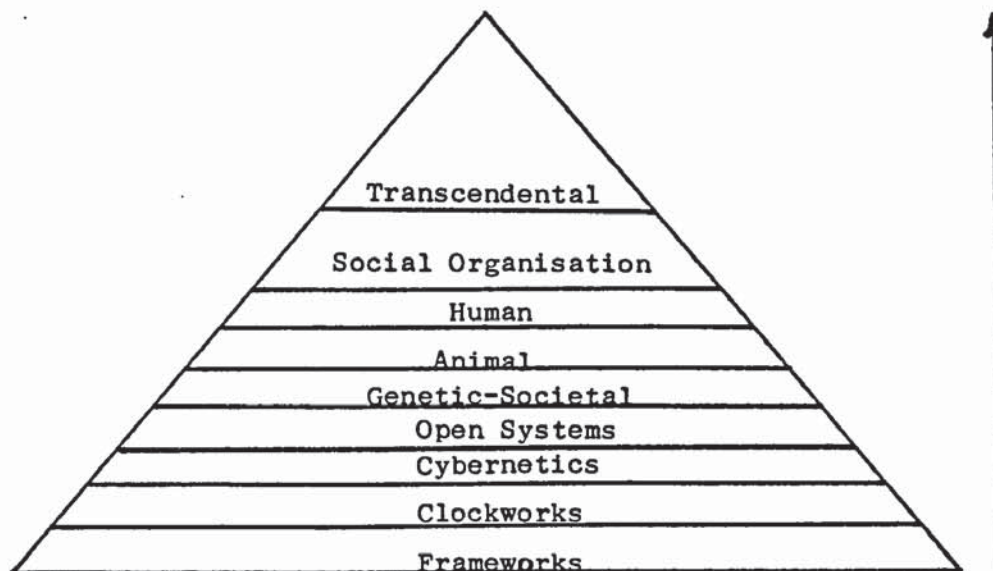 Transcendental
Social Organisation
Human
Animal
Genetic-Societal
Open Systems
Cybernetics
Clockworks
Frameworks